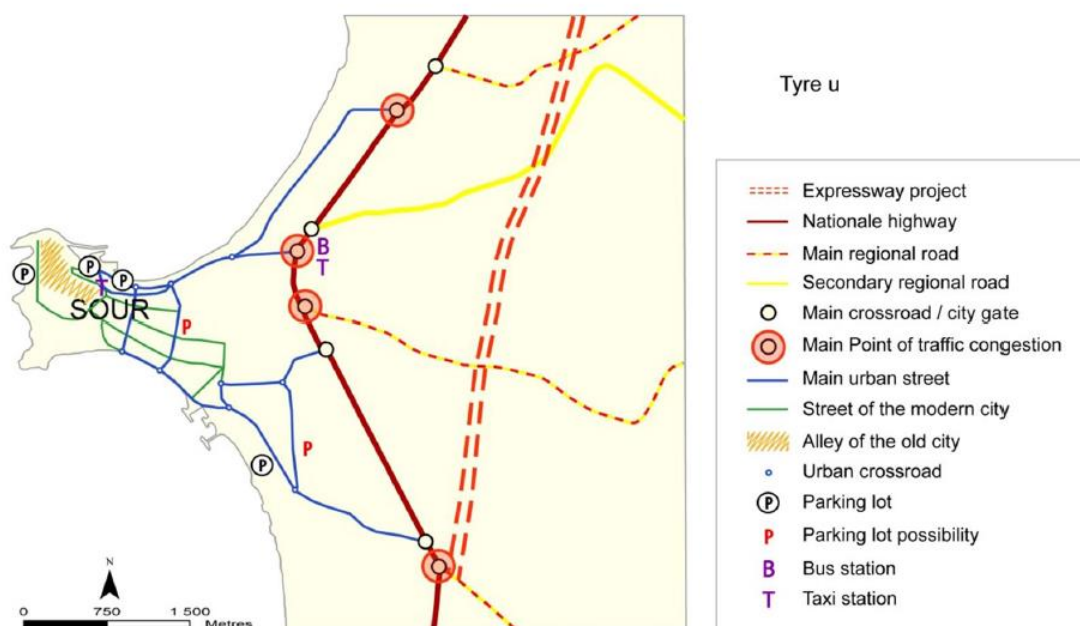 Tyre u
Expressway project
Nationale highway
Main regional road
Secondary regional road
Main crossroad / city gate
Main Point of traffic congestion
Main urban street
Street of the modern city
Alley of the old city
Urban crossroad
P Parking lot
P Parking lot possibility
B Bus station
T Taxi station
B
T
P
P
P
T
SOUR
P
P
P
N
0 750 1 500
Metres